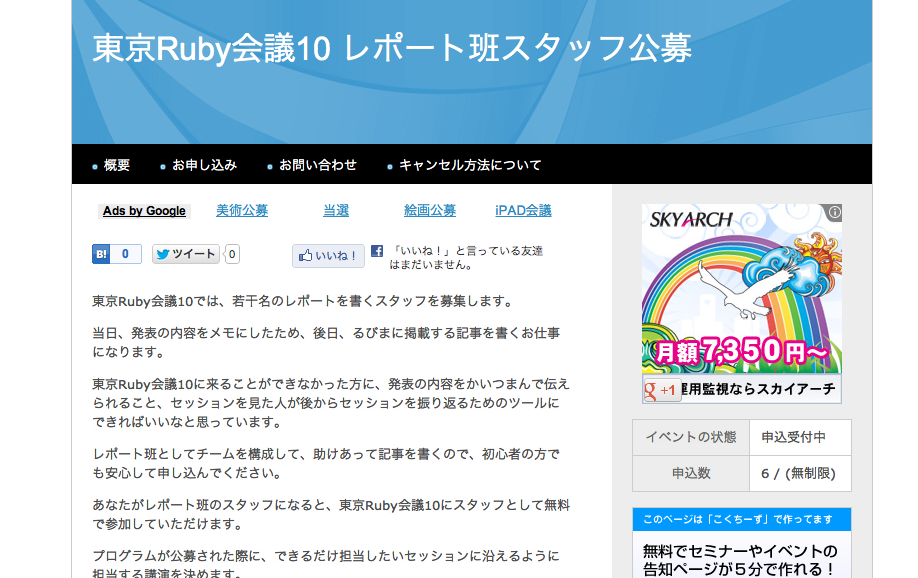 東京Ruby会議10 レポート班スタッフ公募
概要
お申し込み
お問い合わせ
キャンセル方法について
Ads by Google
美術公募
当選
絵画公募
iPAD会議
B! 0
ツイート 0
いいね！
「いいね！」と言っている友達
はまだいません。
東京Ruby会議10では、若干名のレポートを書くスタッフを募集します。
当日、発表の内容をメモにしたため、後日、るびまに掲載する記事を書くお仕事
になります。
東京Ruby会議10に来ることができなかった方に、発表の内容をかいつまんで伝え
られること、セッションを見た人が後からセッションを振り返るためのツールに
できればいいなと思っています。
レポート班としてチームを構成して、助けあって記事を書くので、初心者の方で
も安心して申し込んでください。
あなたがレポート班のスタッフになると、東京Ruby会議10にスタッフとして無料
で参加していただけます。
プログラムが公募された際に、できるだけ担当したいセッションに沿えるように
担当する講演を決めます。
SKYARCH
月額7,350円〜
g +1
運用監視ならスカイアーチ
イベントの状態 申込受付中
申込数 6 / (無制限)
このページは「こくちーず」で作ってます
無料でセミナーやイベントの
告知ページが５分で作れる！